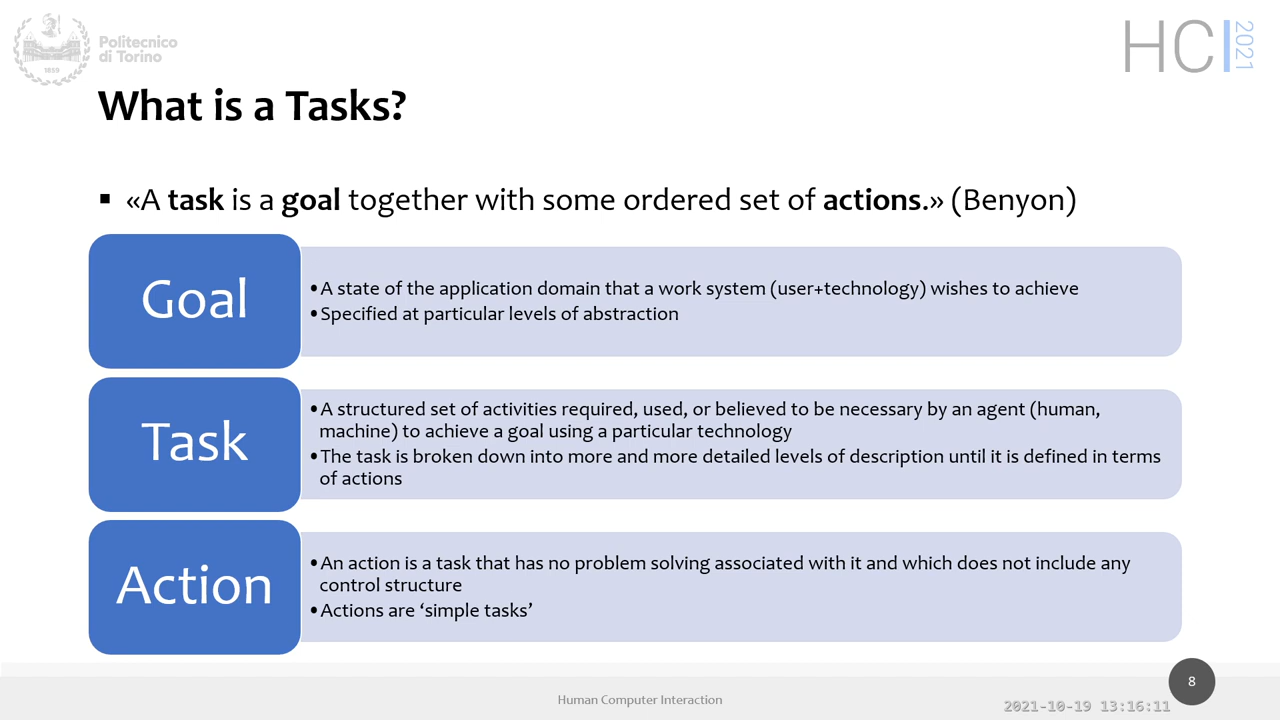 Politecnico
di Torino
1859
HCI 2021
What is a Tasks?
▪ «A task is a goal together with some ordered set of actions.» (Benyon)
Goal
•A state of the application domain that a work system (user+technology) wishes to achieve
•Specified at particular levels of abstraction
Task
•A structured set of activities required, used, or believed to be necessary by an agent (human,
machine) to achieve a goal using a particular technology
•The task is broken down into more and more detailed levels of description until it is defined in terms
of actions
Action
•An action is a task that has no problem solving associated with it and which does not include any
control structure
•Actions are ‘simple tasks’
8
Human Computer Interaction
2021-10-19 13:16:11